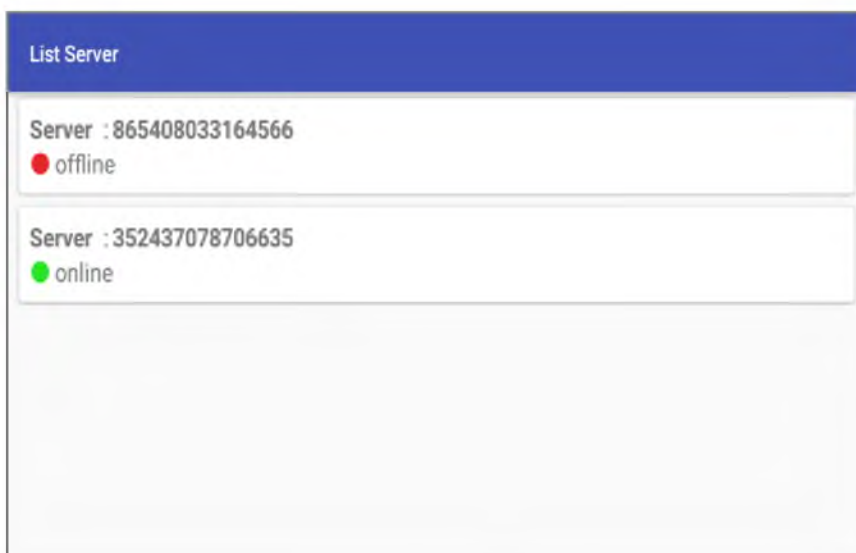 List Server
Server : 865408033164566
offline
Server : 352437078706635
online